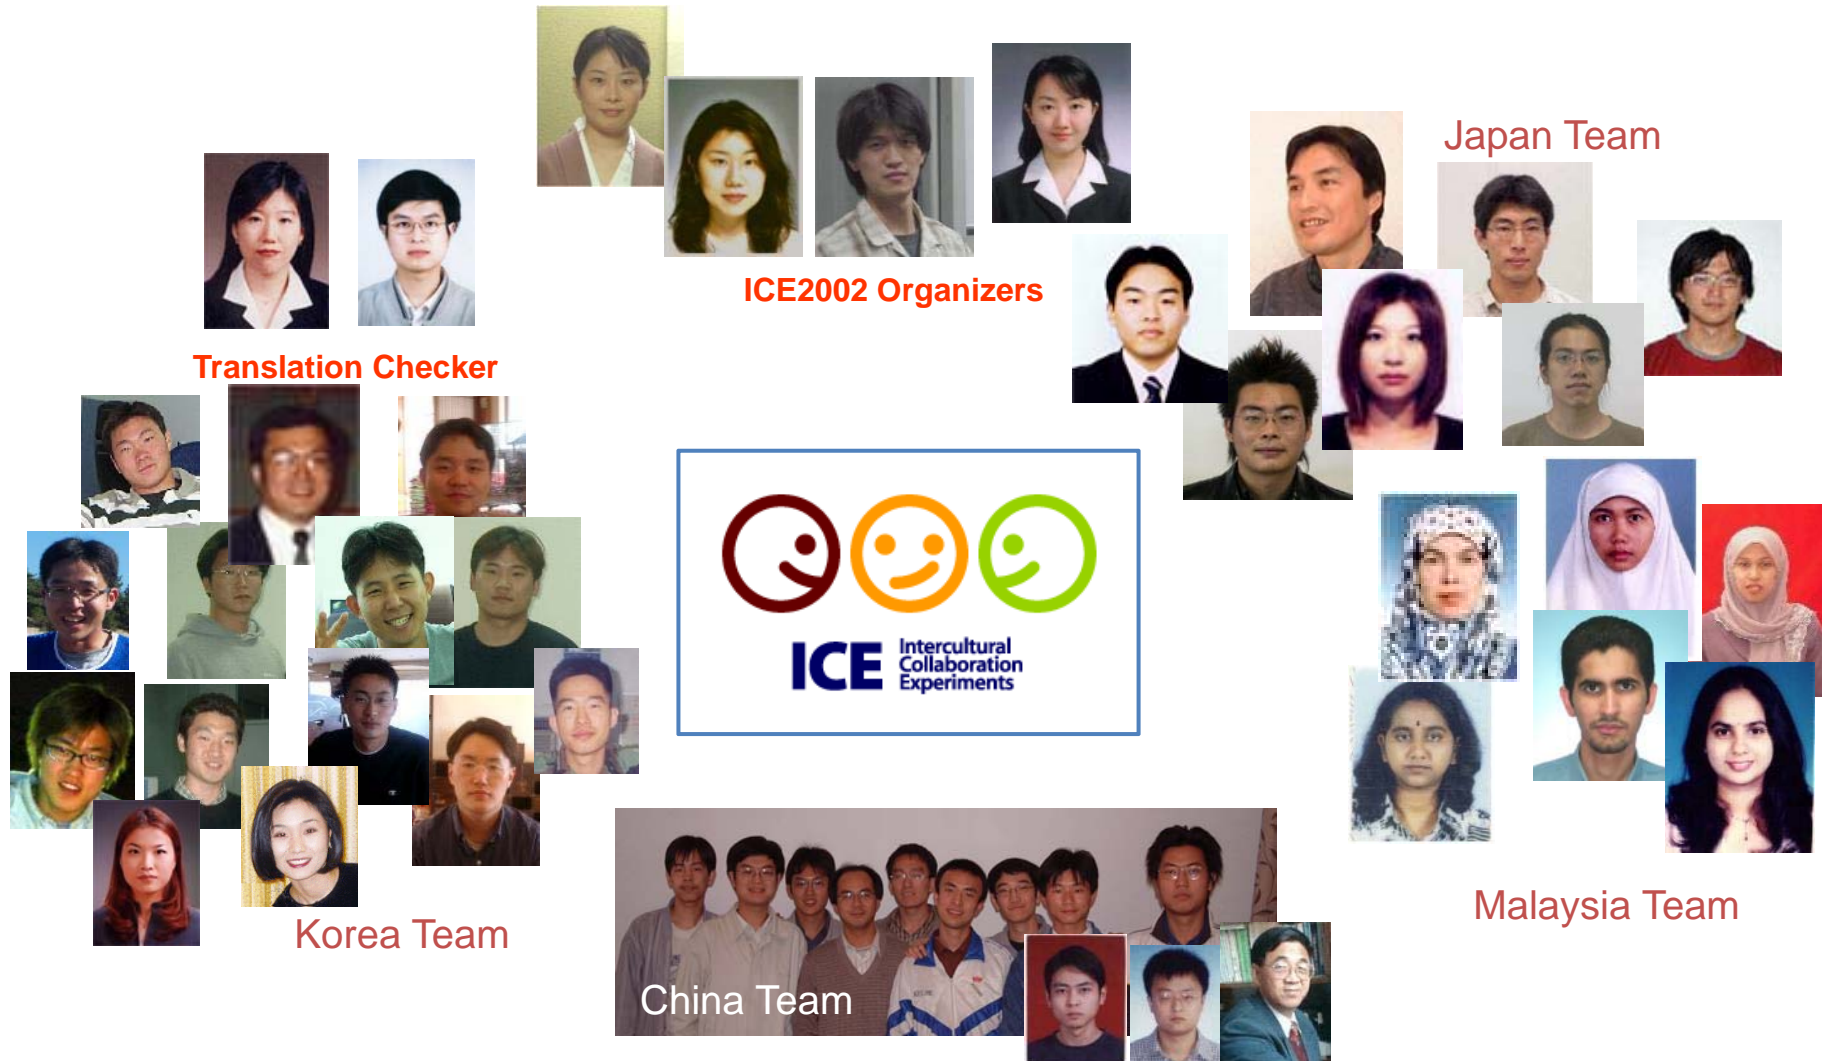 Japan Team
ICE2002 Organizers
Translation Checker
ICE
Intercultural
Collaboration
Experiments
Malaysia Team
Korea Team
China Team